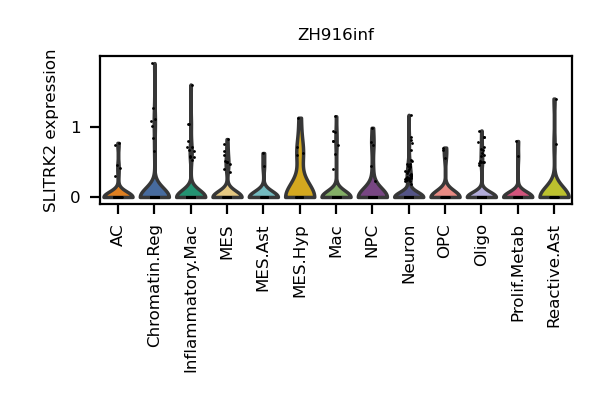 ZH916inf
SLITRK2 expression
1
0
AC
Chromatin.Reg
Inflammatory.Mac
MES
MES.Ast
MES.Hyp
Mac
NPC
Neuron
OPC
Oligo
Prolif.Metab
Reactive.Ast